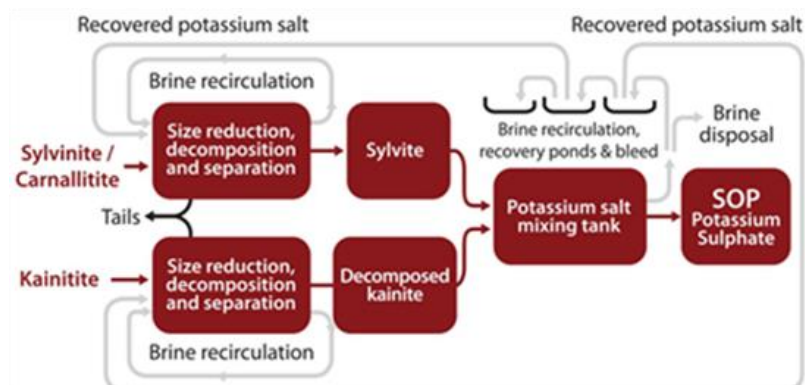 Recovered potassium salt
Recovered potassium salt
Brine recirculation
Size reduction,
decomposition
and separation
Sylvite
Brine recirculation,
recovery ponds & bleed
Brine
disposal
Sylvinite /
Carnallitite
Tails
Potassium salt
mixing tank
SOP
Potassium
Sulphate
Kainitite
Size reduction,
decomposition
and separation
Decomposed
kainite
Brine recirculation